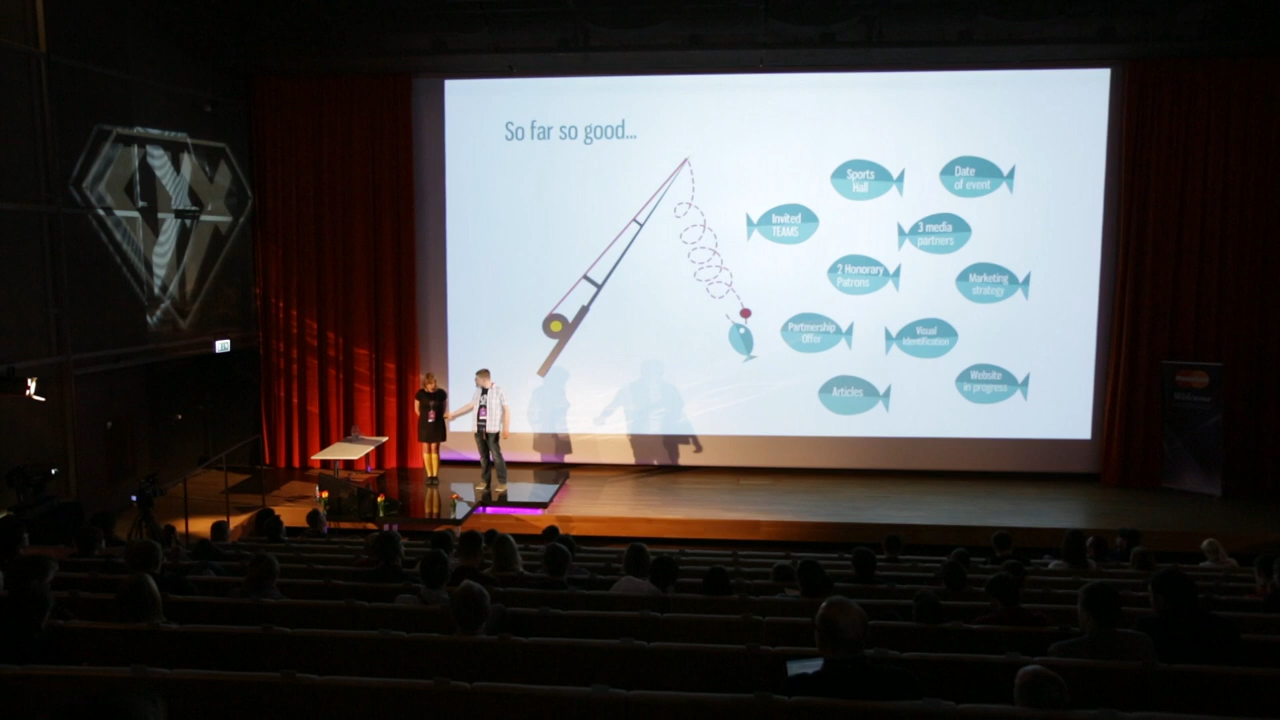 So far so good...
Sports
Hall
Date
of event
Invited
TEAMS
3 media
partners
2 Honorary
Patrons
Marketing
strategy
Partnership
Offer
Visual
Identification
Articles
Website
in progress